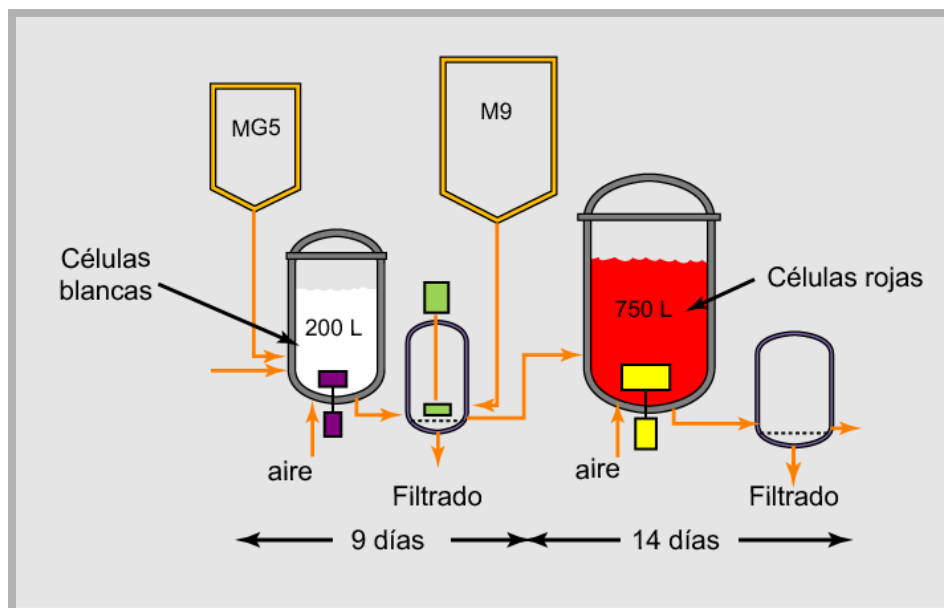 MG5
M9
Células
blancas
200 L
Células rojas
750 L
aire
Filtrado
aire
Filtrado
9 días
14 días